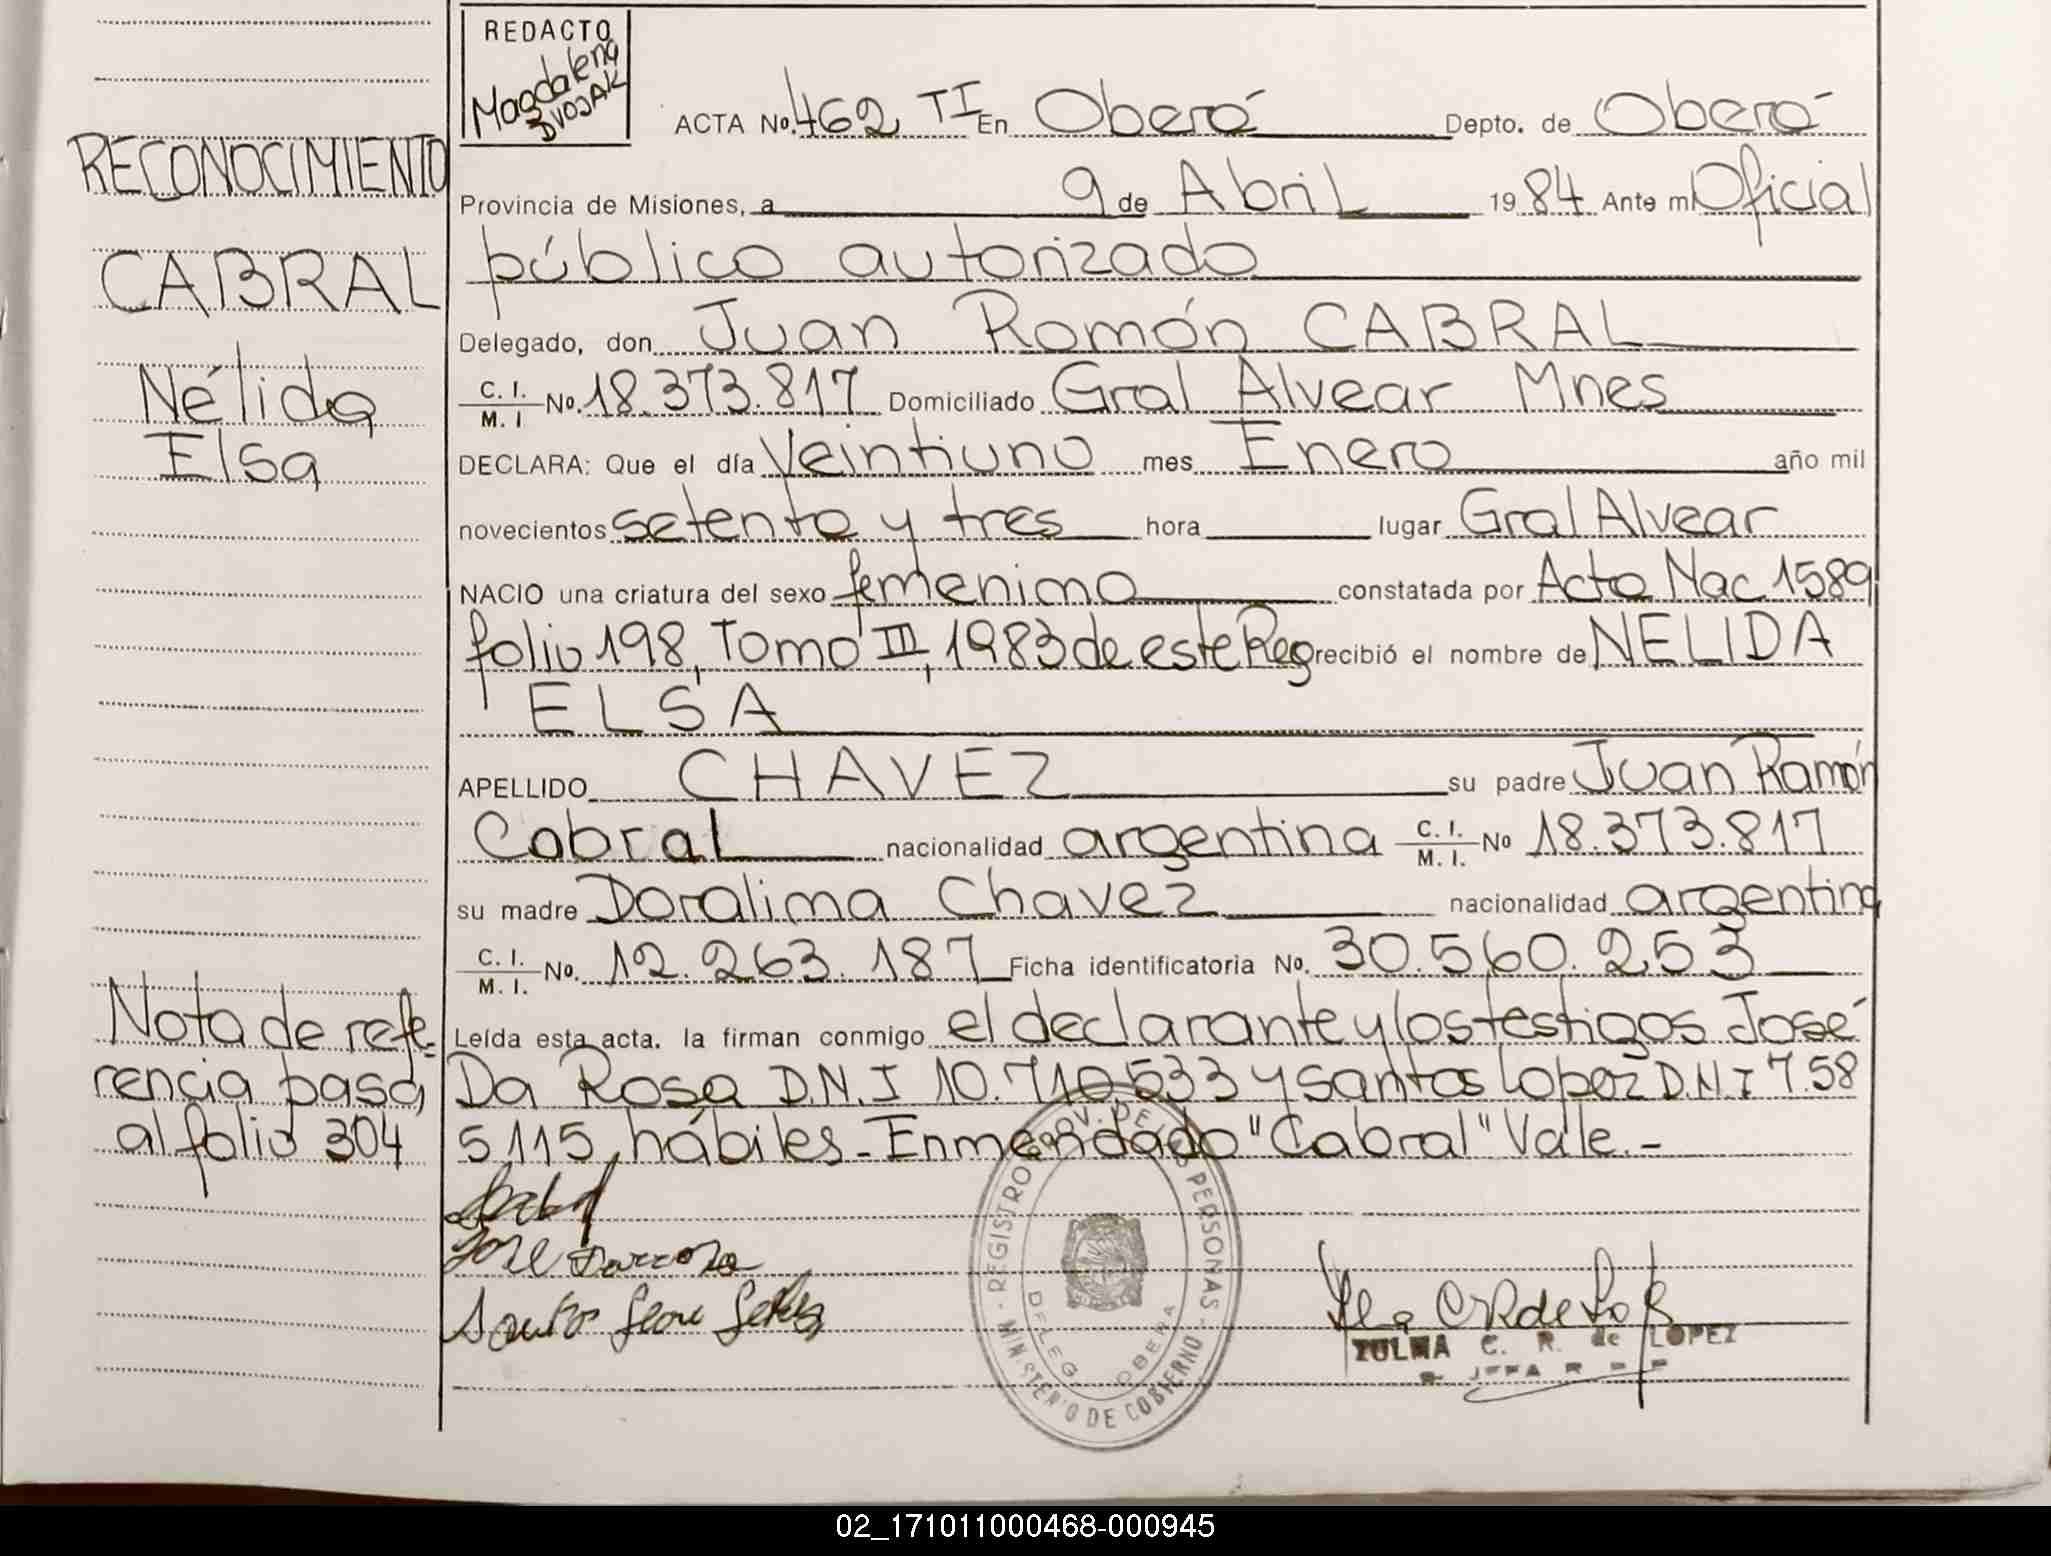 REDACTO
Magdalena
DVOJAK
ACTA No. 462 TI En Oberá Depto. de Oberá
RECONOCIMIENTO
Provincia de Misiones, a 9 de Abril 1984 Ante mí Oficial
público autorizado
CABRAL
Delegado, don Juan Ramón CABRAL
Nélida
C. I. M. I No. 18.373.817 Domiciliado Gral Alvear Mnes
Elsa
DECLARA: Que el día Veintiuno mes Enero año mil
novecientos setenta y tres hora lugar Gral Alvear
NACIO una criatura del sexo femenino constatada por Acta Nac 1589
folio 198, Tomo III, 1983 de este Reg recibió el nombre de NELIDA
ELSA
APELLIDO CHAVEZ su padre Juan Ramón
Cabral nacionalidad argentina C. I. M. I. No 18.373.817
su madre Doralima Chavez nacionalidad argentina
C. I. M. I. No. 12.263.187 Ficha identificatoria No. 30.560.253
Nota de refe-
rencia pasa
al folio 304
Leída esta acta, la firman conmigo el declarante y los testigos José
Da Rosa D.N.I 10.710.533 y Santos Lopez D.N.I 7.58
5115, hábiles - Enmendado "Cabral" Vale.-
REGISTRO PROV. DE LAS PERSONAS
MINISTERIO DE GOBIERNO
DELEG OBERA
ZULMA C. R. de LOPEZ
02_171011000468-000945